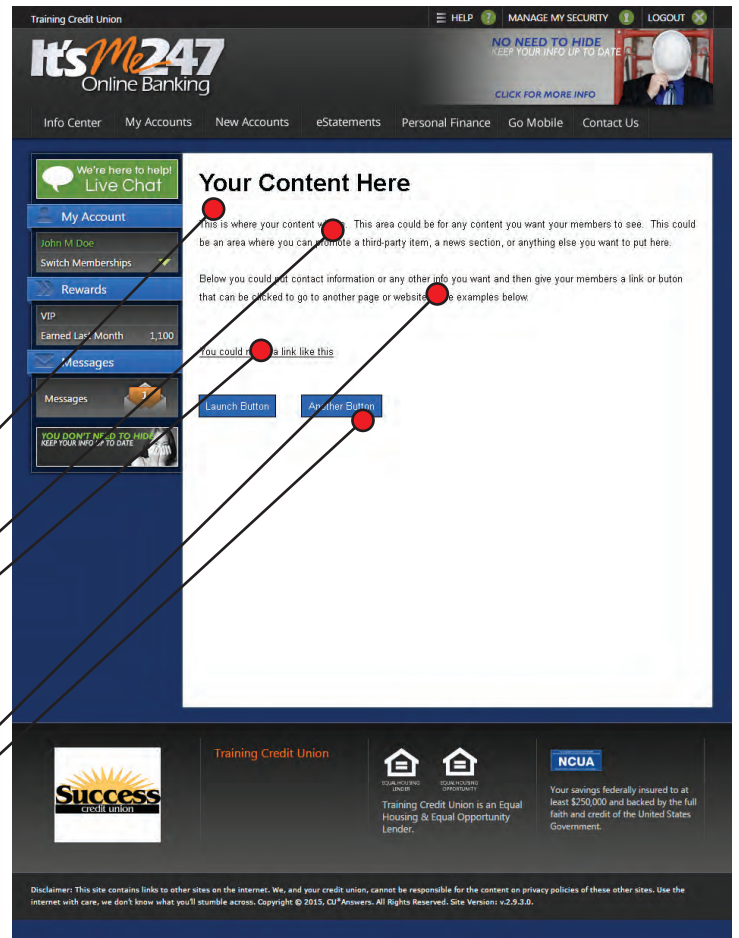 Training Credit Union
HELP ? MANAGE MY SECURITY LOGOUT
It's Me 247
Online Banking
NO NEED TO HIDE
KEEP YOUR INFO UP TO DATE
CLICK FOR MORE INFO
Info Center My Accounts New Accounts eStatements Personal Finance Go Mobile Contact Us
We're here to help!
Live Chat
My Account
John M Doe
Switch Memberships
Rewards
VIP
Earned Last Month 1,100
Messages
Messages 1
YOU DON'T NEED TO HIDE
KEEP YOUR INFO UP TO DATE
Your Content Here
This is where your content This area could be for any content you want your members to see. This could
be an area where you can promote a third-party item, a news section, or anything else you want to put here.
Below you could put contact information or any other info you want and then give your members a link or buton
that can be clicked to go to another page or website examples below.
You could a link like this
Launch Button Another Button
Success
credit union
Training Credit Union
EQUAL HOUSING
LENDER
EQUAL HOUSING
OPPORTUNITY
Training Credit Union is an Equal
Housing & Equal Opportunity
Lender.
NCUA
Your savings federally insured to at
least $250,000 and backed by the full
faith and credit of the United States
Government.
Disclaimer: This site contains links to other sites on the internet. We, and your credit union, cannot be responsible for the content on privacy policies of these other sites. Use the
internet with care, we don't know what you'll stumble across. Copyright © 2015, CU*Answers. All Rights Reserved. Site Version: v.2.9.3.0.